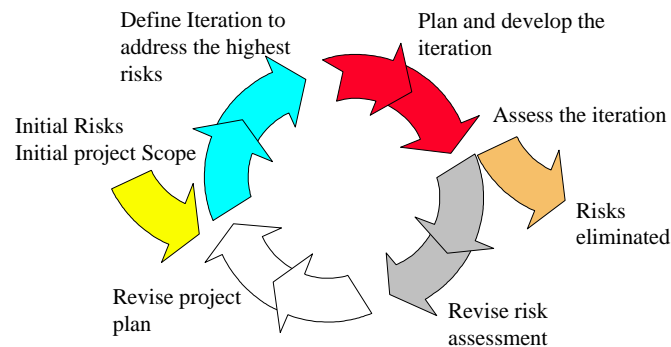 Define Iteration to
address the highest
risks
Plan and develop the
iteration
Initial Risks
Initial project Scope
Assess the iteration
Risks
eliminated
Revise project
plan
Revise risk
assessment